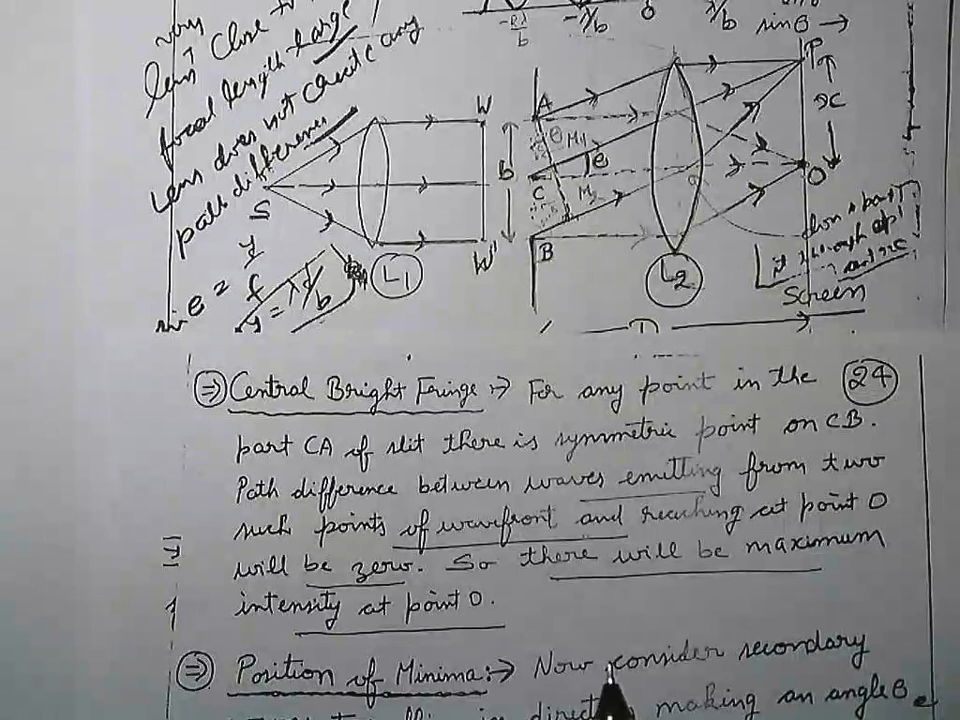 very
lens close to
focal length large
Lens does not create any
path difference
-2λ/b
-λ/b
0
λ/b
sinθ →
S
W
W'
L1
y = λf/b
A
θ
M1
b
C
θ
M2
B
L2
P
x
O
Screen
D
⇒ Central Bright Fringe :→ For any point in the
24
part CA of slit there is symmetric point on CB.
Path difference between waves emitting from two
such points of wavefront and reaching at point O
will be zero. So there will be maximum
intensity at point O.
⇒ Position of Minima :→ Now consider secondary
making an angle θ